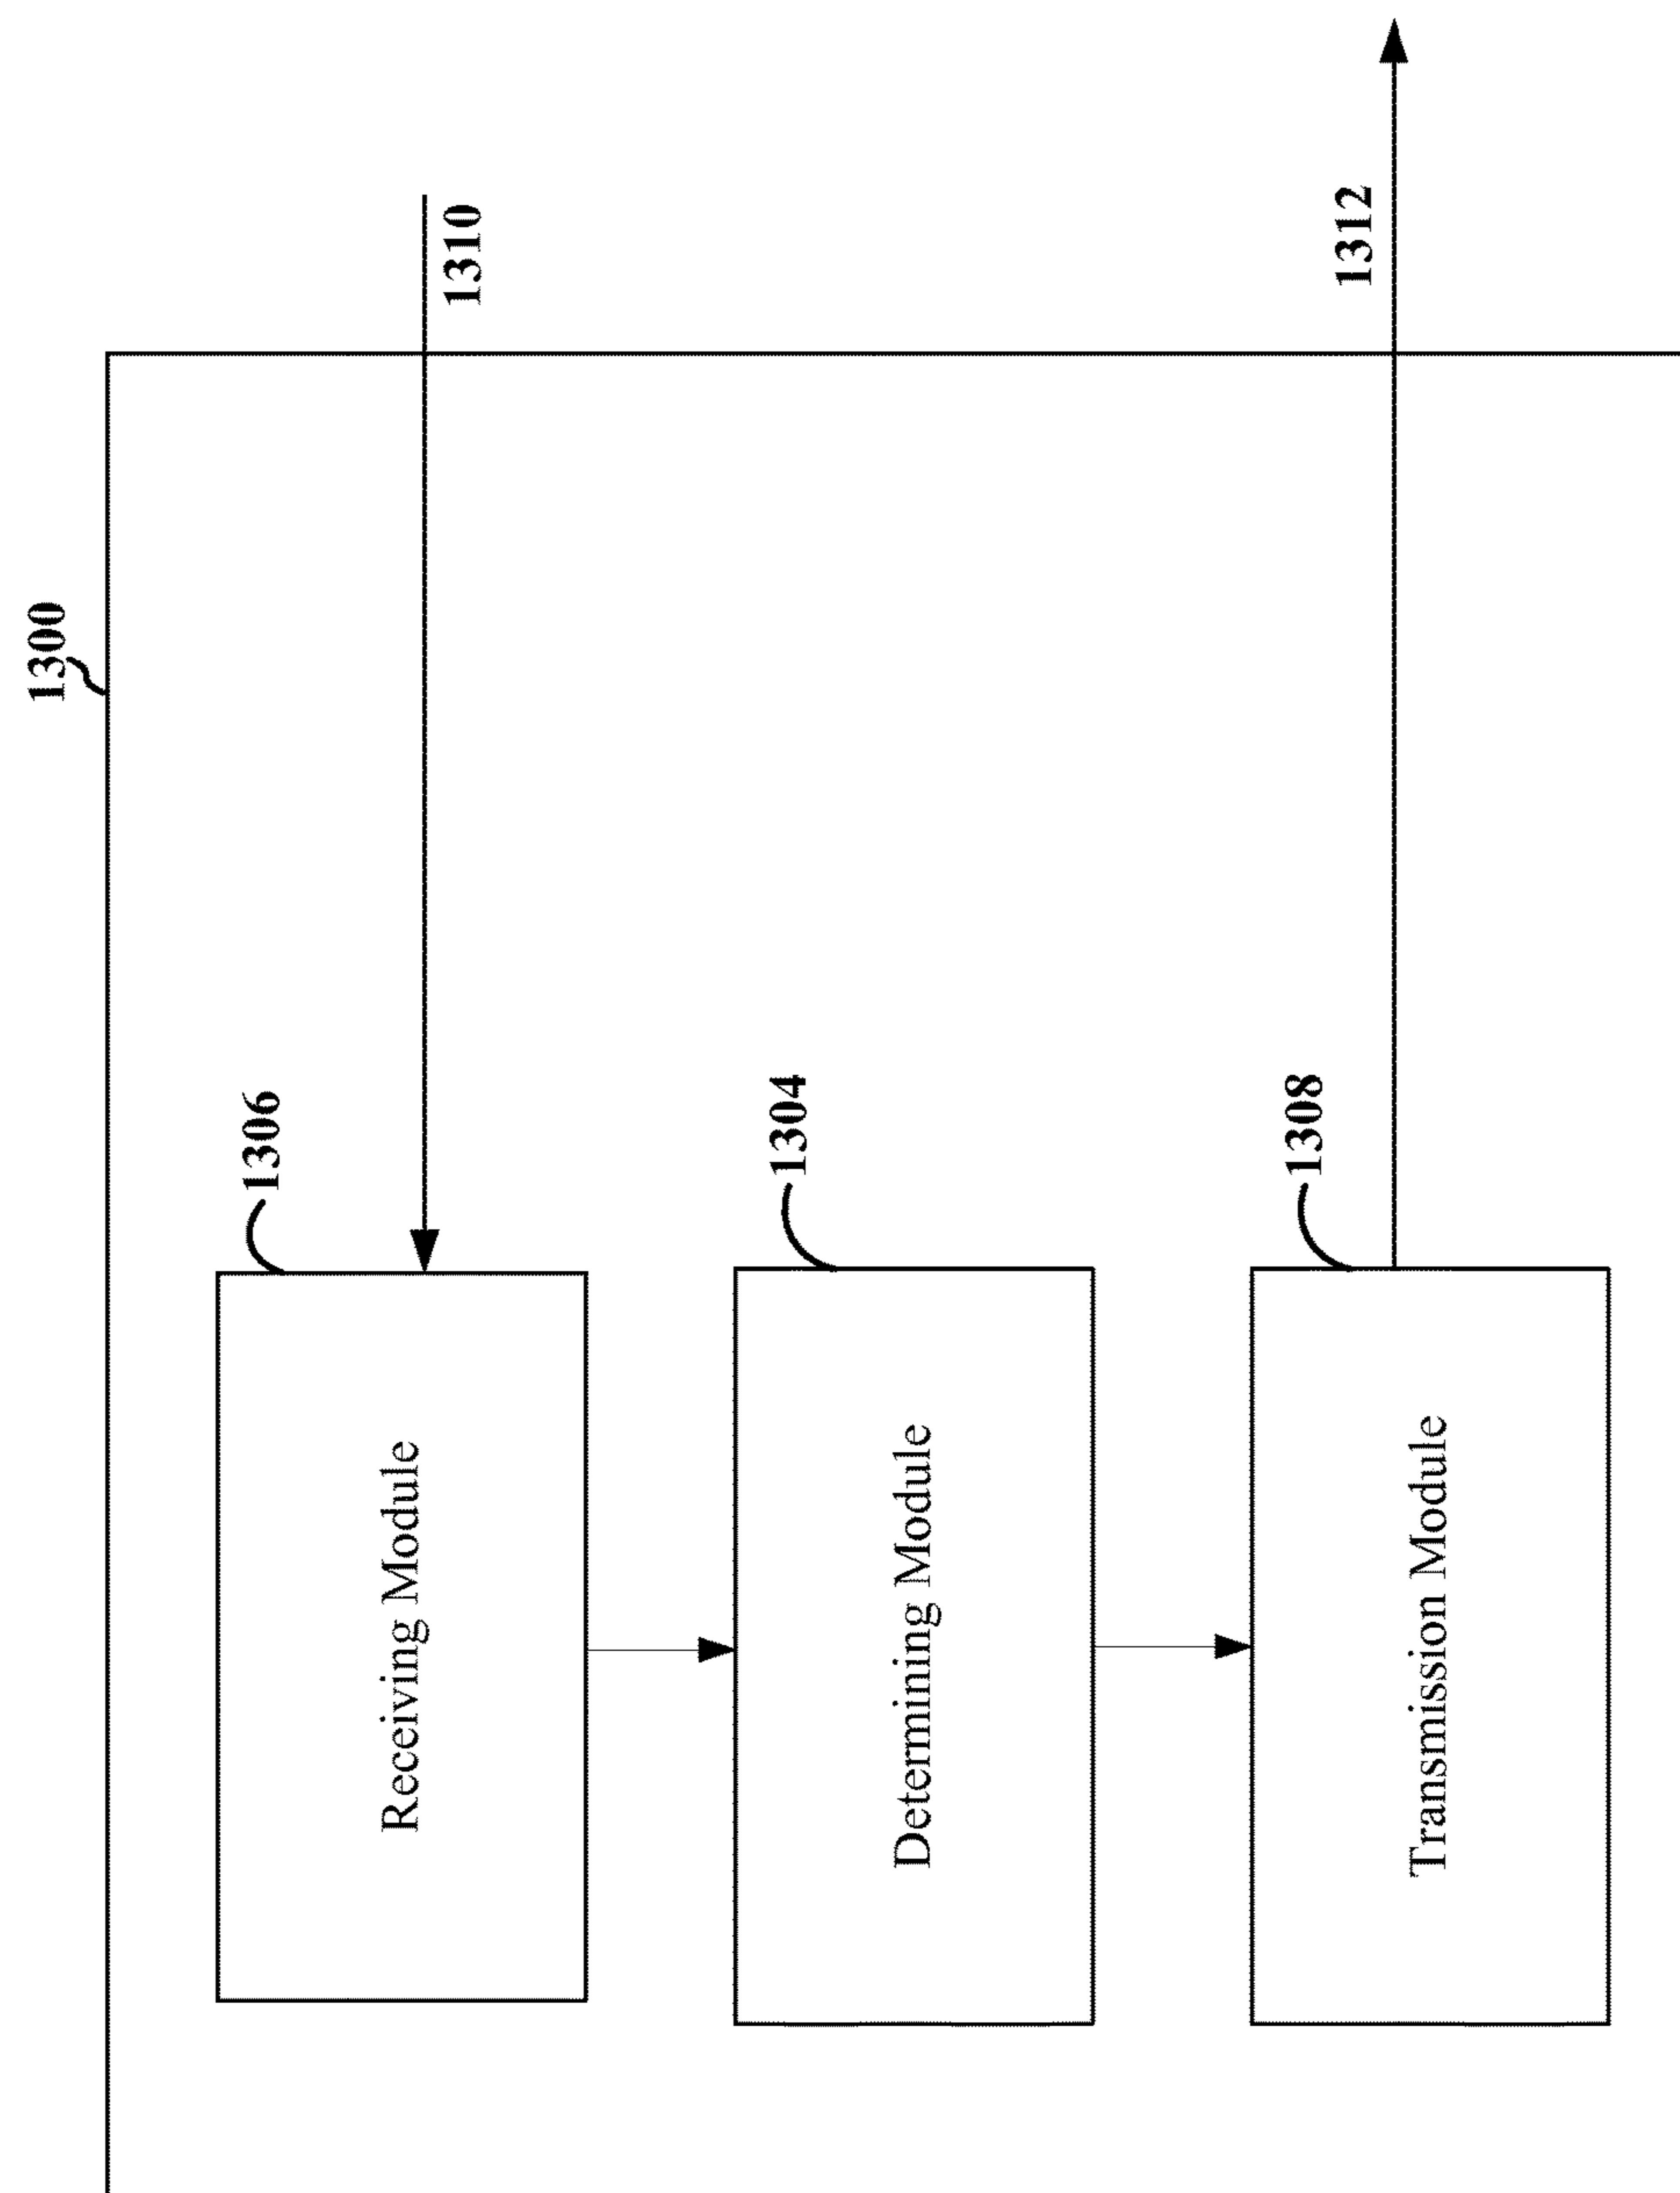 1300
1306
Receiving Module
1310
1304
Determining Module
1308
Transmission Module
1312